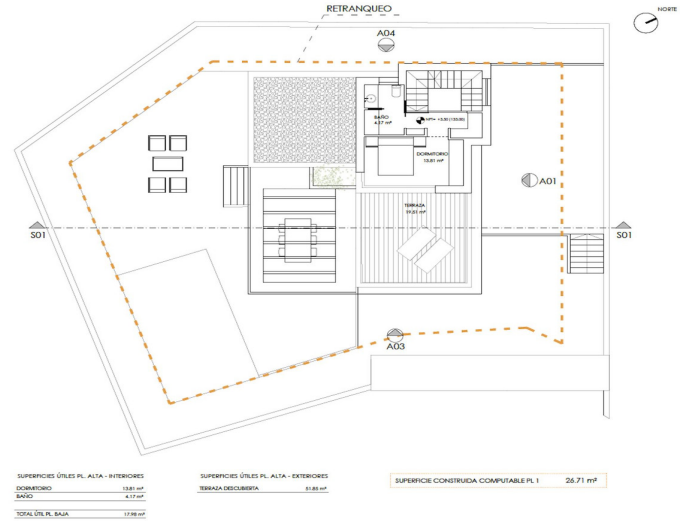 RETRANQUEO
NORTE
A04
BAÑO
4.17 m²
DORMITORIO
13.81 m²
A01
TERRAZA
S01
S01
A03
SUPERFICIES ÚTILES PL. ALTA - INTERIORES
DORMITORIO 13.81 m²
BAÑO 4.17 m²
TOTAL ÚTIL PL. BAJA 17.98 m²
SUPERFICIES ÚTILES PL. ALTA - EXTERIORES
TERRAZA DESCUBIERTA 51.85 m²
SUPERFICIE CONSTRUIDA COMPUTABLE PL 1 26.71 m²